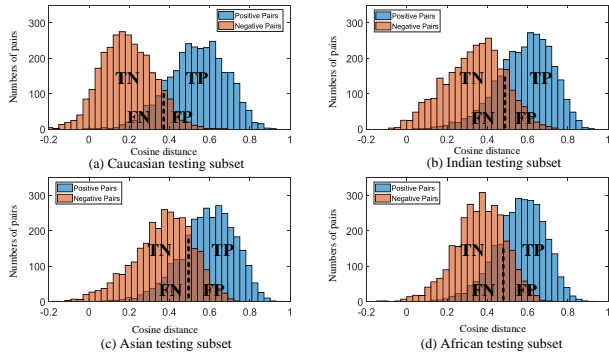 Numbers of pairs
300
200
100
0
Positive Pairs
Negative Pairs
TN
TP
FN
FP
-0.2 0 0.2 0.4 0.6 0.8 1
Cosine distance
(a) Caucasian testing subset
Numbers of pairs
300
200
100
0
Positive Pairs
Negative Pairs
TN
TP
FN
FP
-0.2 0 0.2 0.4 0.6 0.8 1
Cosine distance
(b) Indian testing subset
Numbers of pairs
300
200
100
0
Positive Pairs
Negative Pairs
TN
TP
FN
FP
-0.2 0 0.2 0.4 0.6 0.8 1
Cosine distance
(c) Asian testing subset
Numbers of pairs
300
200
100
0
Positive Pairs
Negative Pairs
TN
TP
FN
FP
-0.2 0 0.2 0.4 0.6 0.8 1
Cosine distance
(d) African testing subset